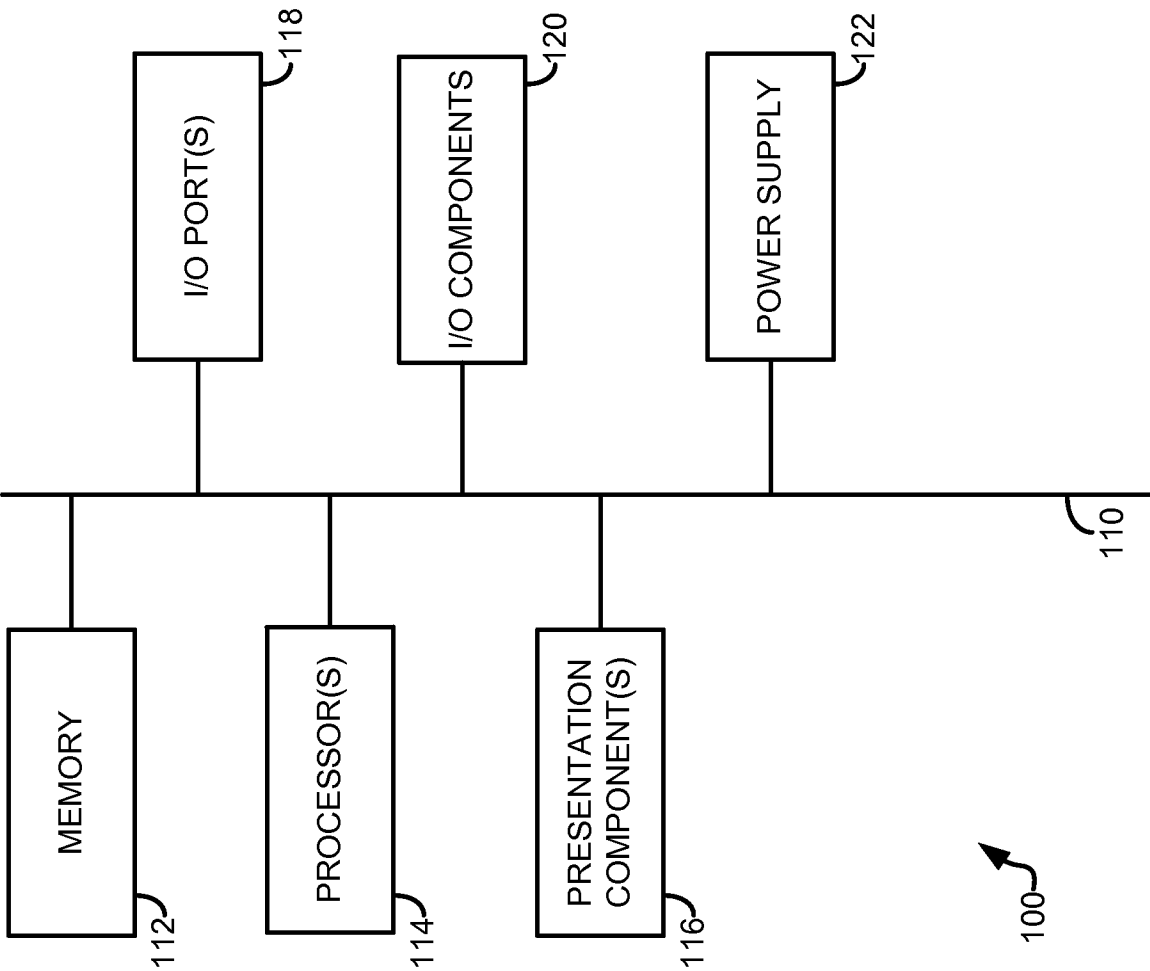 MEMORY
112
PROCESSOR(S)
114
PRESENTATION
COMPONENT(S)
116
I/O PORT(S)
118
I/O COMPONENTS
120
POWER SUPPLY
122
110
100